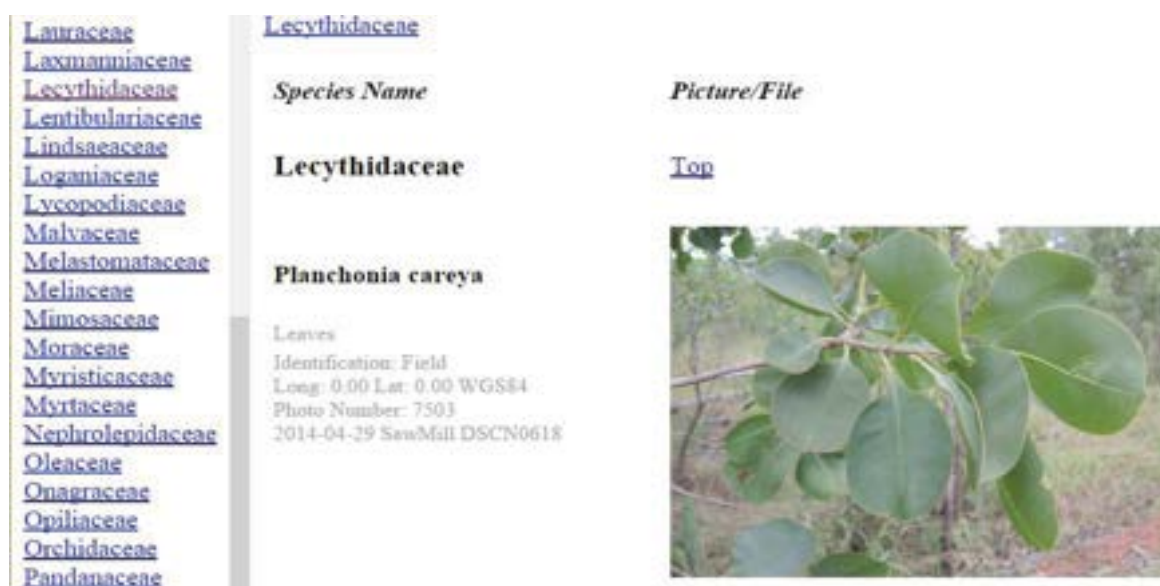 Lauraceae
Laxmanniaceae
Lecythidaceae
Lentibulariaceae
Lindsaeaceae
Loganiaceae
Lycopodiaceae
Malvaceae
Melastomataceae
Meliaceae
Mimosaceae
Moraceae
Myristicaceae
Myrtaceae
Nephrolepidaceae
Oleaceae
Onagraceae
Opiliaceae
Orchidaceae
Pandanaceae
Lecythidaceae
Species Name
Picture/File
Lecythidaceae
Top
Planchonia careya
Leaves
Identification: Field
Long: 0.00 Lat: 0.00 WGS84
Photo Number: 7503
2014-04-29 SawMill DSCN0618